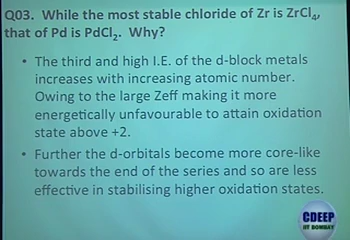 Q03. While the most stable chloride of Zr is ZrCl₄,
that of Pd is PdCl₂. Why?
• The third and high I.E. of the d-block metals
increases with increasing atomic number.
Owing to the large Zeff making it more
energetically unfavourable to attain oxidation
state above +2.
• Further the d-orbitals become more core-like
towards the end of the series and so are less
effective in stabilising higher oxidation states.
CDEEP
IIT BOMBAY